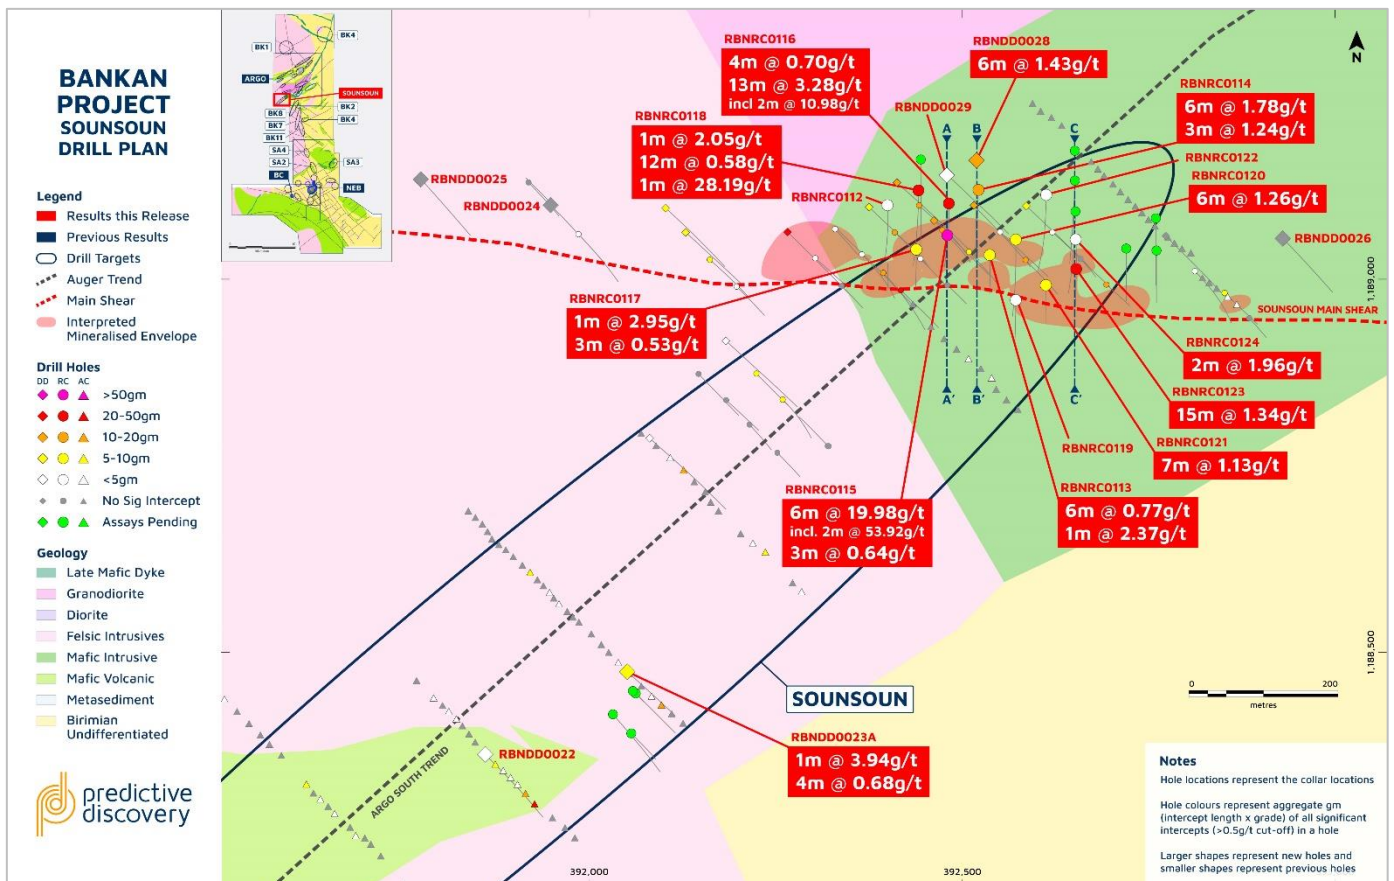 BANKAN
PROJECT
SOUNSOUN
DRILL PLAN
Legend
Results this Release
Previous Results
Drill Targets
Auger Trend
Main Shear
Interpreted
Mineralised Envelope
Drill Holes
DD RC AC
>50gm
20-50gm
10-20gm
5-10gm
<5gm
No Sig Intercept
Assays Pending
Geology
Late Mafic Dyke
Granodiorite
Diorite
Felsic Intrusives
Mafic Intrusive
Mafic Volcanic
Metasediment
Birimian
Undifferentiated
predictive
discovery
BK1
BK4
ARGO
SOUNSOUN
BK8
BK2
BK7
BK4
BK11
SA4
SA2
SA3
BC
NEB
N
RBNRC0116
4m @ 0.70g/t
13m @ 3.28g/t
incl 2m @ 10.98g/t
RBNDD0028
6m @ 1.43g/t
RBNRC0114
6m @ 1.78g/t
3m @ 1.24g/t
RBNDD0029
RBNRC0118
1m @ 2.05g/t
12m @ 0.58g/t
1m @ 28.19g/t
A
B
C
RBNRC0122
RBNRC0120
6m @ 1.26g/t
RBNDD0025
RBNDD0024
RBNRC0112
RBNDD0026
1,189,000
RBNRC0117
1m @ 2.95g/t
3m @ 0.53g/t
SOUNSOUN MAIN SHEAR
RBNRC0124
2m @ 1.96g/t
A'
B'
C'
RBNRC0123
15m @ 1.34g/t
RBNRC0119
RBNRC0121
7m @ 1.13g/t
RBNRC0115
6m @ 19.98g/t
incl. 2m @ 53.92g/t
3m @ 0.64g/t
RBNRC0113
6m @ 0.77g/t
1m @ 2.37g/t
1,188,500
SOUNSOUN
0 200
metres
RBNDD0022
RBNDD0023A
1m @ 3.94g/t
4m @ 0.68g/t
ARGO SOUTH TREND
Notes
Hole locations represent the collar locations
Hole colours represent aggregate gm
(intercept length x grade) of all significant
intercepts (>0.5g/t cut-off) in a hole
Larger shapes represent new holes and
smaller shapes represent previous holes
392,000
392,500